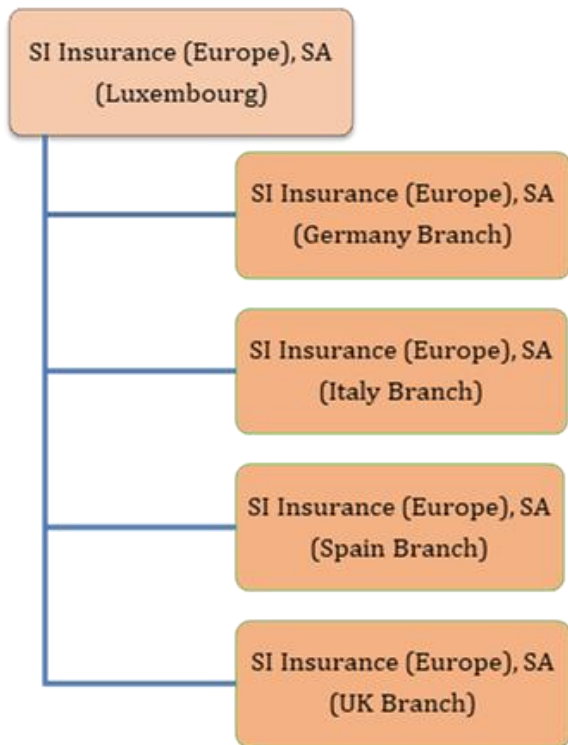 SI Insurance (Europe), SA
(Luxembourg)
SI Insurance (Europe), SA
(Germany Branch)
SI Insurance (Europe), SA
(Italy Branch)
SI Insurance (Europe), SA
(Spain Branch)
SI Insurance (Europe), SA
(UK Branch)